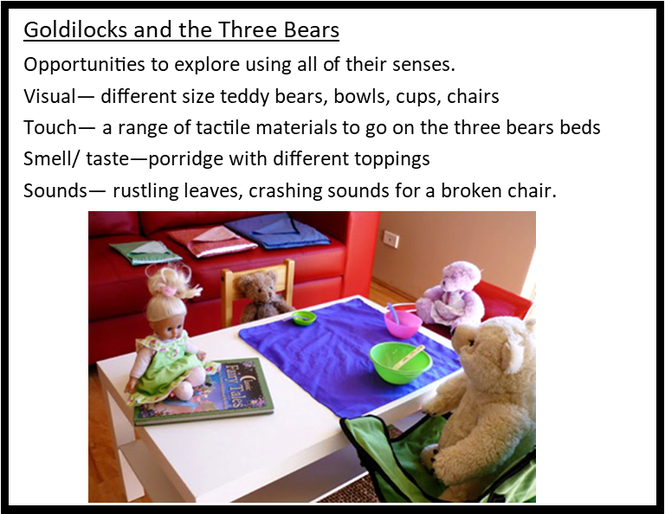 Goldilocks and the Three Bears
Opportunities to explore using all of their senses.
Visual— different size teddy bears, bowls, cups, chairs
Touch— a range of tactile materials to go on the three bears beds
Smell/ taste—porridge with different toppings
Sounds— rustling leaves, crashing sounds for a broken chair.
Classic
Fairy Tales